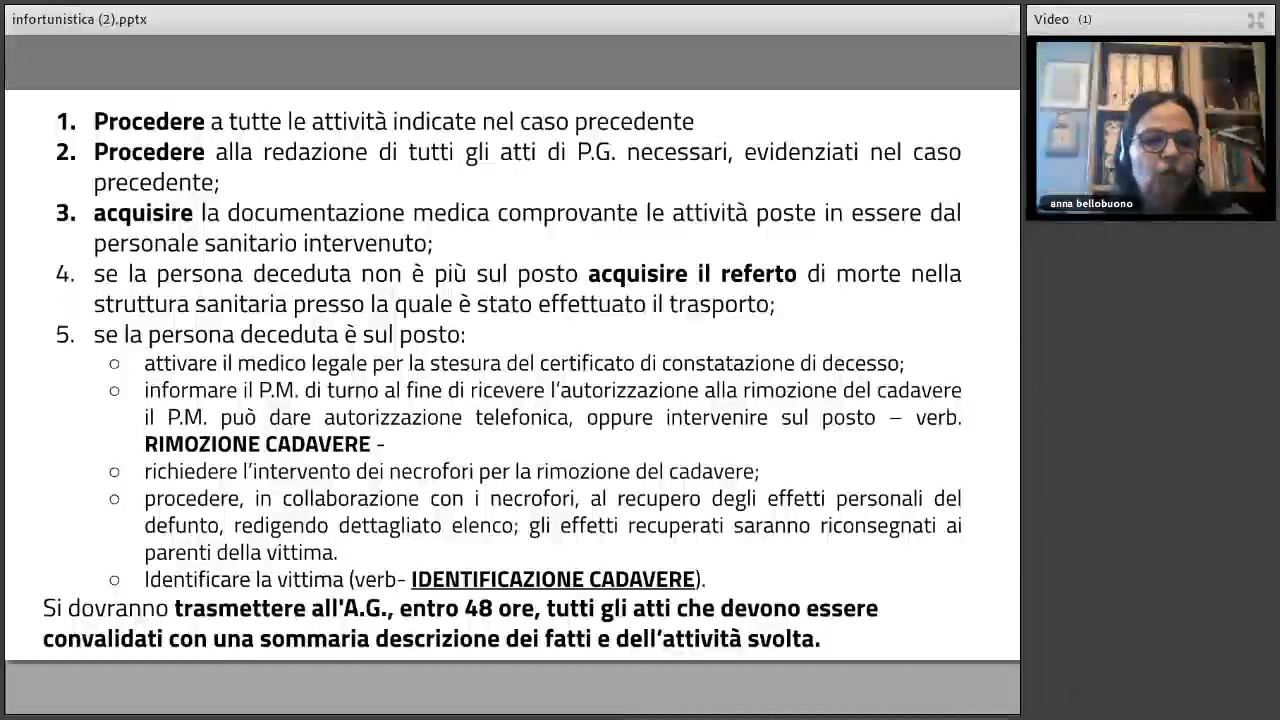 infortunistica (2).pptx
Video (1)
1. Procedere a tutte le attività indicate nel caso precedente
2. Procedere alla redazione di tutti gli atti di P.G. necessari, evidenziati nel caso
precedente;
3. acquisire la documentazione medica comprovante le attività poste in essere dal
personale sanitario intervenuto;
4. se la persona deceduta non è più sul posto acquisire il referto di morte nella
struttura sanitaria presso la quale è stato effettuato il trasporto;
5. se la persona deceduta è sul posto:
○ attivare il medico legale per la stesura del certificato di constatazione di decesso;
○ informare il P.M. di turno al fine di ricevere l'autorizzazione alla rimozione del cadavere
il P.M. può dare autorizzazione telefonica, oppure intervenire sul posto – verb.
RIMOZIONE CADAVERE -
○ richiedere l'intervento dei necrofori per la rimozione del cadavere;
○ procedere, in collaborazione con i necrofori, al recupero degli effetti personali del
defunto, redigendo dettagliato elenco; gli effetti recuperati saranno riconsegnati ai
parenti della vittima.
○ Identificare la vittima (verb- IDENTIFICAZIONE CADAVERE).
Si dovranno trasmettere all'A.G., entro 48 ore, tutti gli atti che devono essere
convalidati con una sommaria descrizione dei fatti e dell'attività svolta.
anna bellobuono